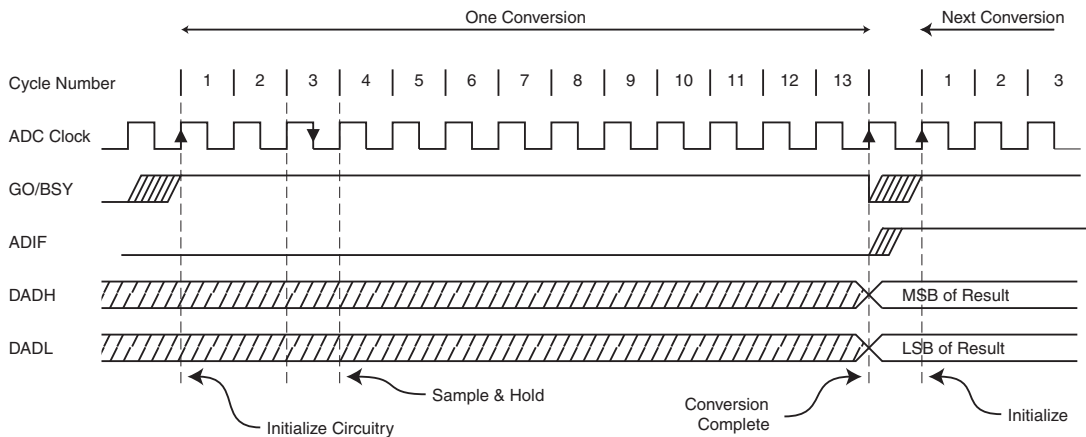 One Conversion
Next Conversion
Cycle Number 1 2 3 4 5 6 7 8 9 10 11 12 13 1 2 3
ADC Clock
GO/BSY
ADIF
DADH MSB of Result
DADL LSB of Result
Sample & Hold
Initialize Circuitry
Conversion
Complete
Initialize